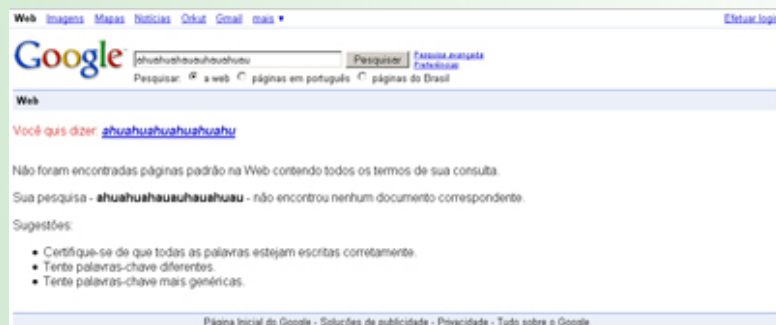 Web Imagens Mapas Notícias Orkut Gmail mais ▼ Efetuar login
Google ahuahuahauauhauahuau Pesquisar Pesquisa avançada
Preferências
Pesquisar: a web páginas em português páginas do Brasil
Web
Você quis dizer: ahuahuahuahuahuahu
Não foram encontradas páginas padrão na Web contendo todos os termos de sua consulta.
Sua pesquisa - ahuahuahauauhauahuau - não encontrou nenhum documento correspondente.
Sugestões:
• Certifique-se de que todas as palavras estejam escritas corretamente.
• Tente palavras-chave diferentes.
• Tente palavras-chave mais genéricas.
Página Inicial do Google - Soluções de publicidade - Privacidade - Tudo sobre o Google